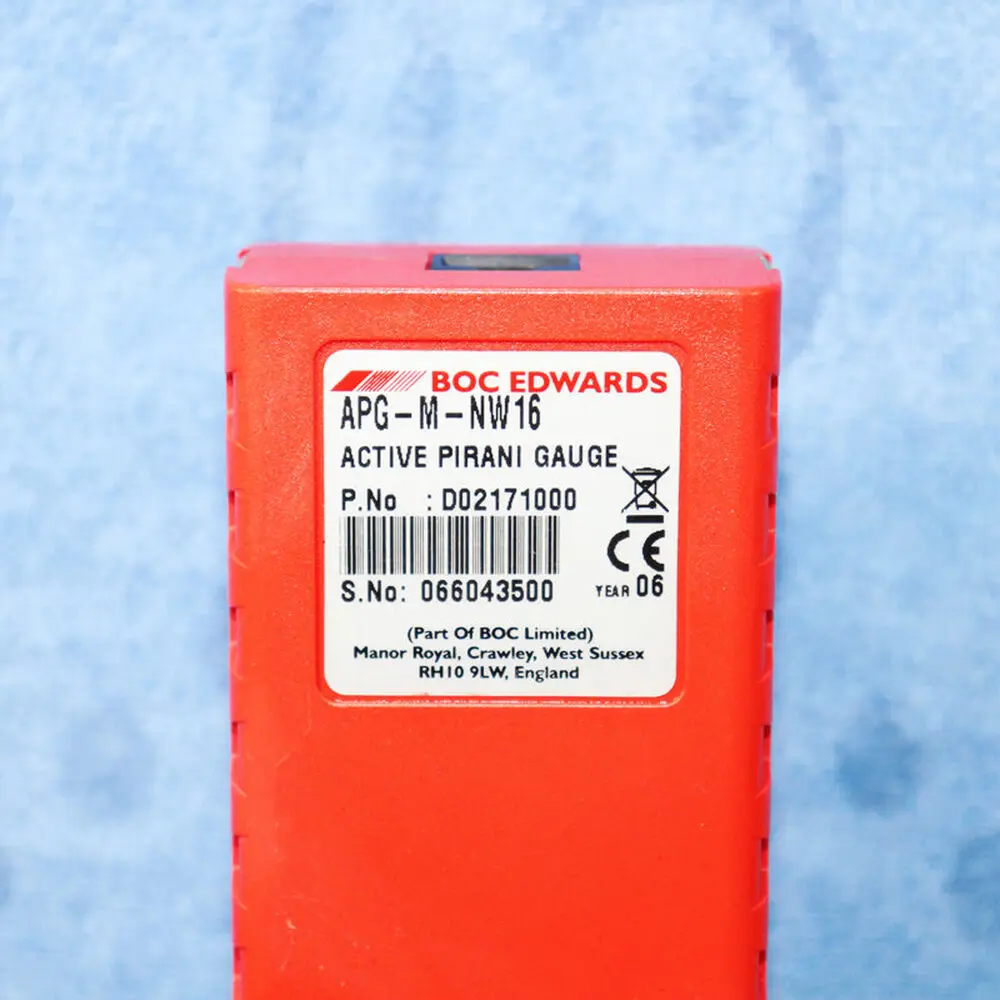 BOC EDWARDS
APG-M-NW16
ACTIVE PIRANI GAUGE
P.No : D02171000
S.No: 066043500
CE
YEAR 06
(Part Of BOC Limited)
Manor Royal, Crawley, West Sussex
RH10 9LW, England